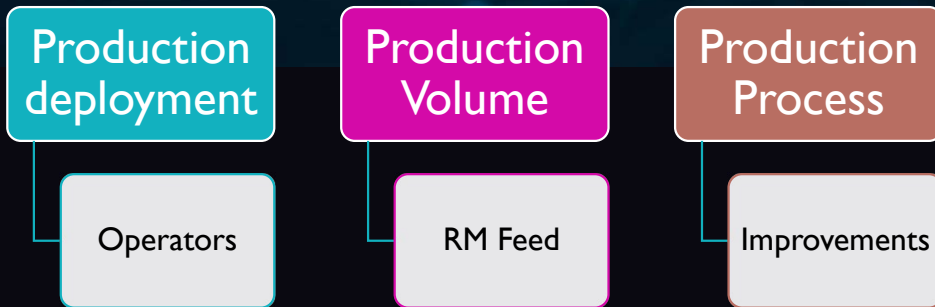 Production
deployment
Operators
Production
Volume
RM Feed
Production
Process
Improvements